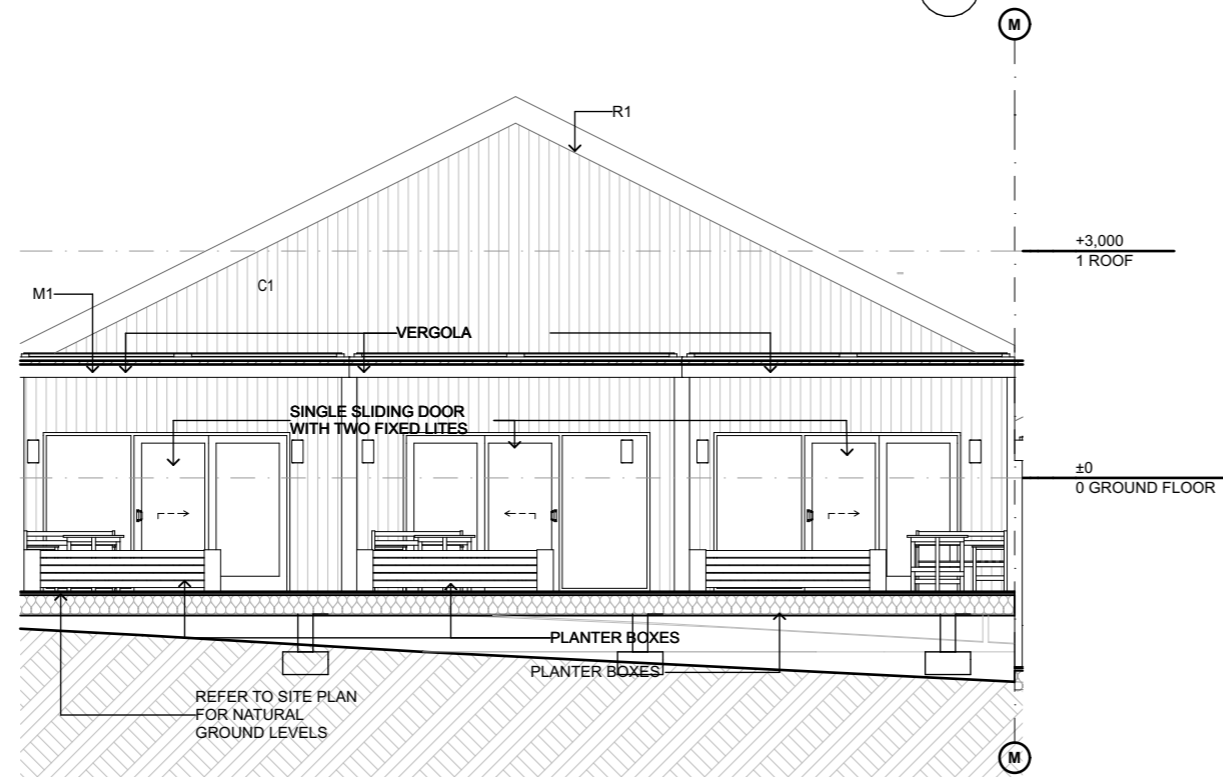 M
R1
+3,000
1 ROOF
C1
M1
VERGOLA
SINGLE SLIDING DOOR
WITH TWO FIXED LITES
±0
0 GROUND FLOOR
PLANTER BOXES
PLANTER BOXES
REFER TO SITE PLAN
FOR NATURAL
GROUND LEVELS
M